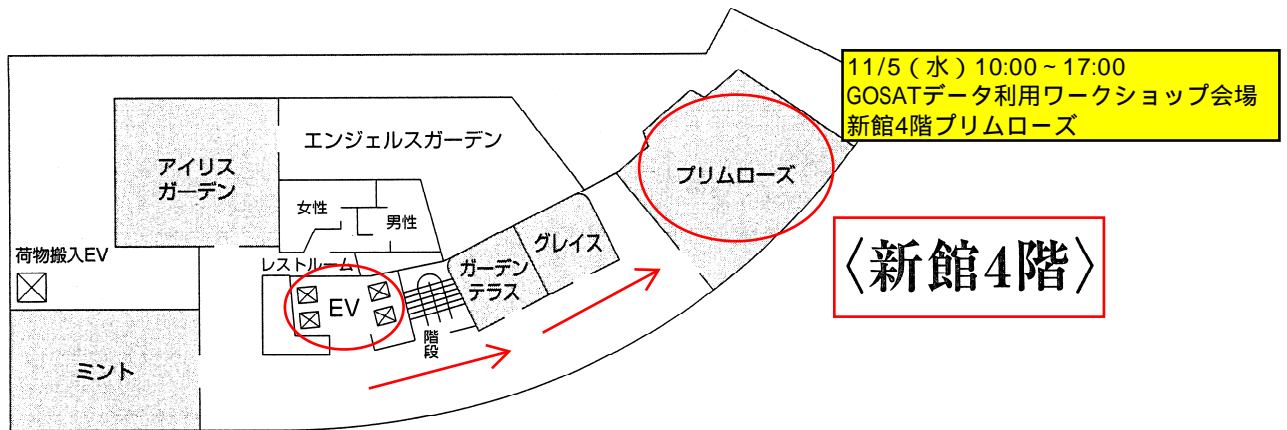 11/5（水）10:00～17:00
GOSATデータ利用ワークショップ会場
新館4階プリムローズ
エンジェルスガーデン
アイリス
ガーデン
プリムローズ
女性
男性
グレイス
荷物搬入EV
レストルーム
ガーデン
テラス
〈新館4階〉
EV
階段
ミント